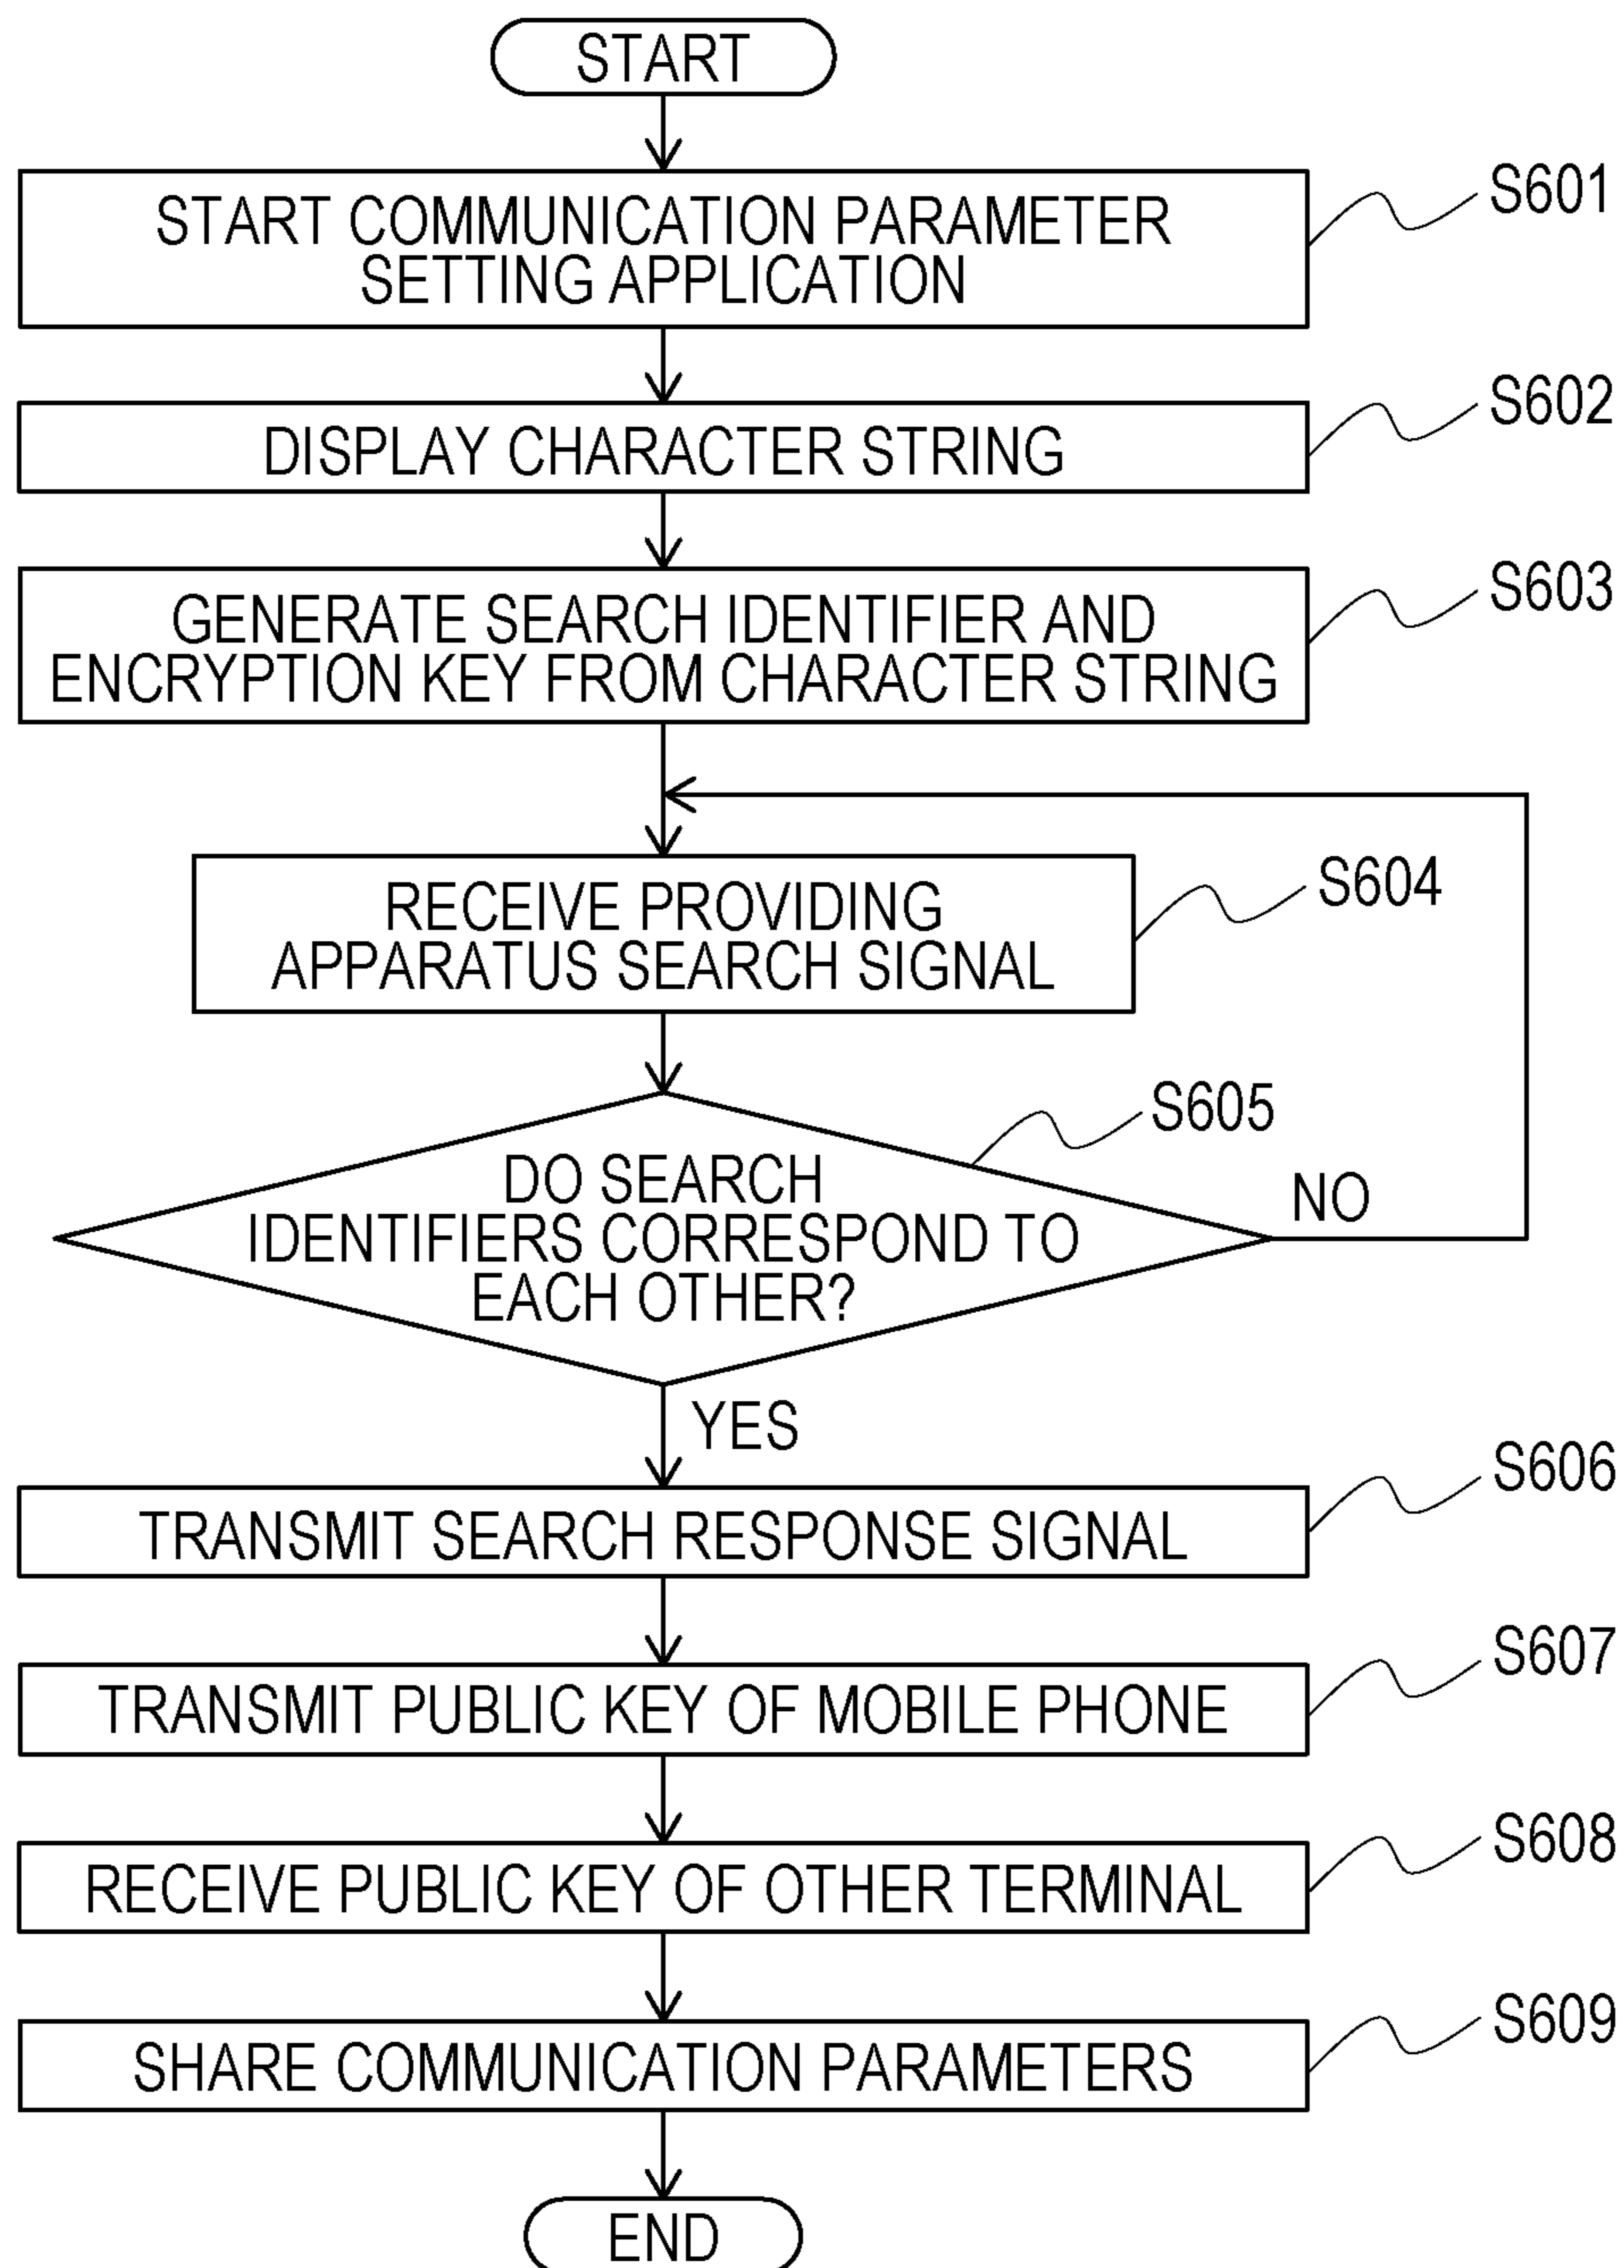 START
START COMMUNICATION PARAMETER
SETTING APPLICATION
S601
DISPLAY CHARACTER STRING
S602
GENERATE SEARCH IDENTIFIER AND
ENCRYPTION KEY FROM CHARACTER STRING
S603
RECEIVE PROVIDING
APPARATUS SEARCH SIGNAL
S604
DO SEARCH
IDENTIFIERS CORRESPOND TO
EACH OTHER?
S605
NO
YES
TRANSMIT SEARCH RESPONSE SIGNAL
S606
TRANSMIT PUBLIC KEY OF MOBILE PHONE
S607
RECEIVE PUBLIC KEY OF OTHER TERMINAL
S608
SHARE COMMUNICATION PARAMETERS
S609
END